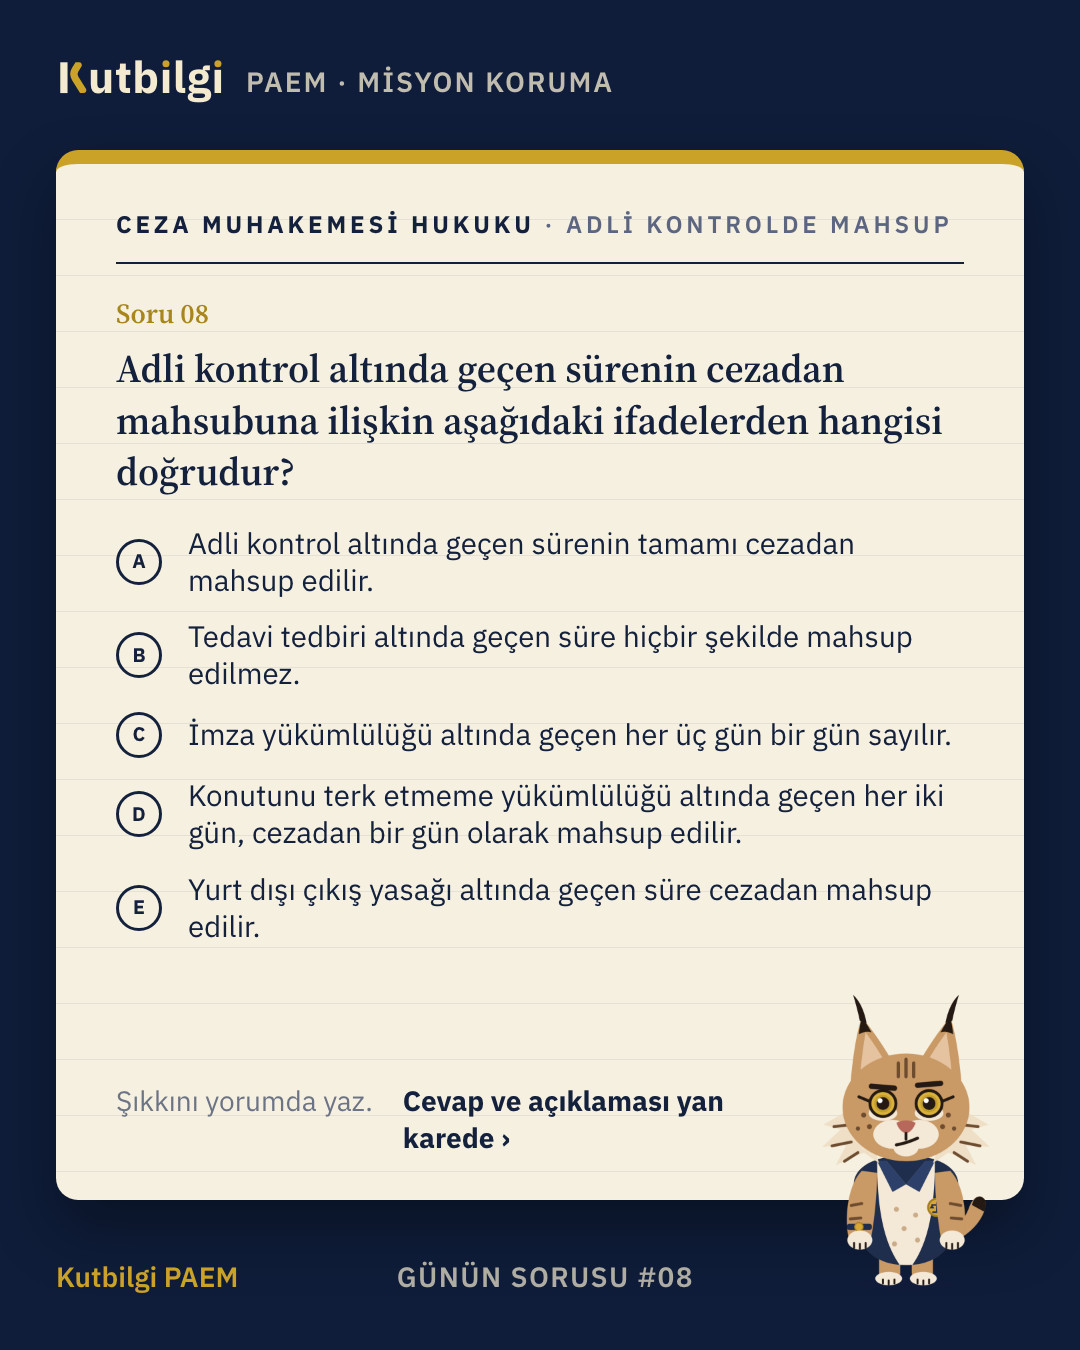 Kutbilgi PAEM · MİSYON KORUMA
CEZA MUHAKEMESİ HUKUKU · ADLİ KONTROLDE MAHSUP
Soru 08
Adli kontrol altında geçen sürenin cezadan
mahsubuna ilişkin aşağıdaki ifadelerden hangisi
doğrudur?
A Adli kontrol altında geçen sürenin tamamı cezadan
mahsup edilir.
B Tedavi tedbiri altında geçen süre hiçbir şekilde mahsup
edilmez.
C İmza yükümlülüğü altında geçen her üç gün bir gün sayılır.
D Konutunu terk etmeme yükümlülüğü altında geçen her iki
gün, cezadan bir gün olarak mahsup edilir.
E Yurt dışı çıkış yasağı altında geçen süre cezadan mahsup
edilir.
Şıkkını yorumda yaz. Cevap ve açıklaması yan
karede ›
Kutbilgi PAEM GÜNÜN SORUSU #08